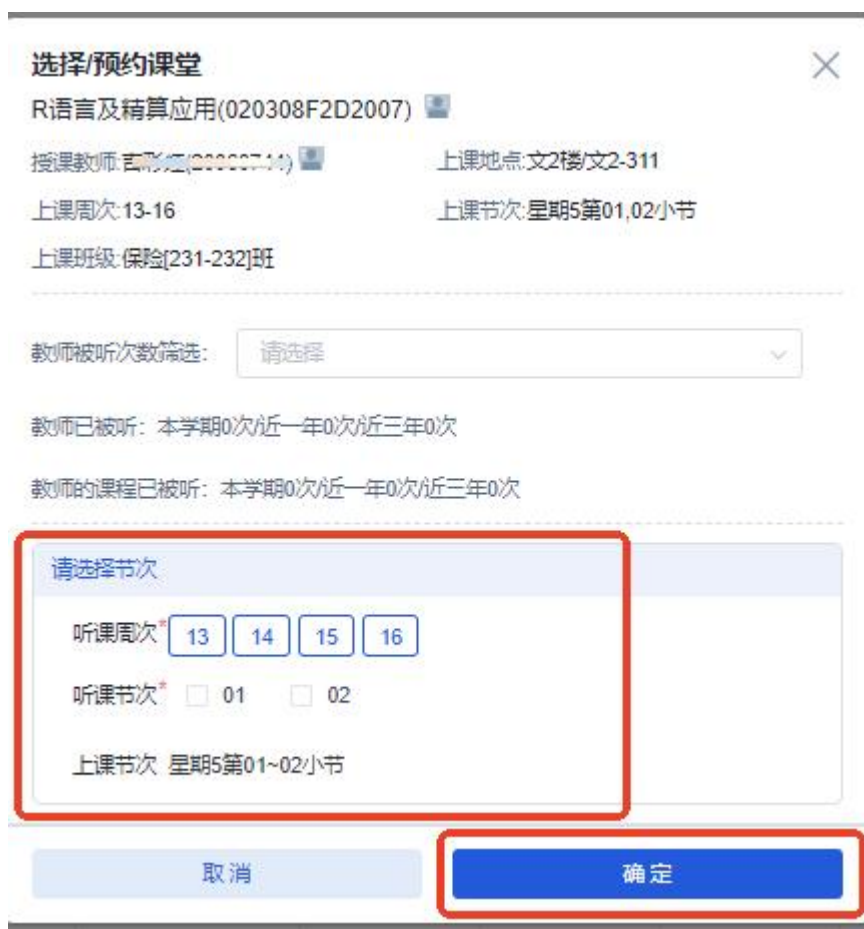 选择/预约课堂
R语言及精算应用(020308F2D2007)
授课教师: 上课地点:文2楼/文2-311
上课周次:13-16 上课节次:星期5第01,02小节
上课班级:保险[231-232]班
教师被听次数筛选: 请选择
教师已被听：本学期0次/近一年0次/近三年0次
教师的课程已被听：本学期0次/近一年0次/近三年0次
请选择节次
听课周次* 13 14 15 16
听课节次* 01 02
上课节次 星期5第01~02小节
取消 确定